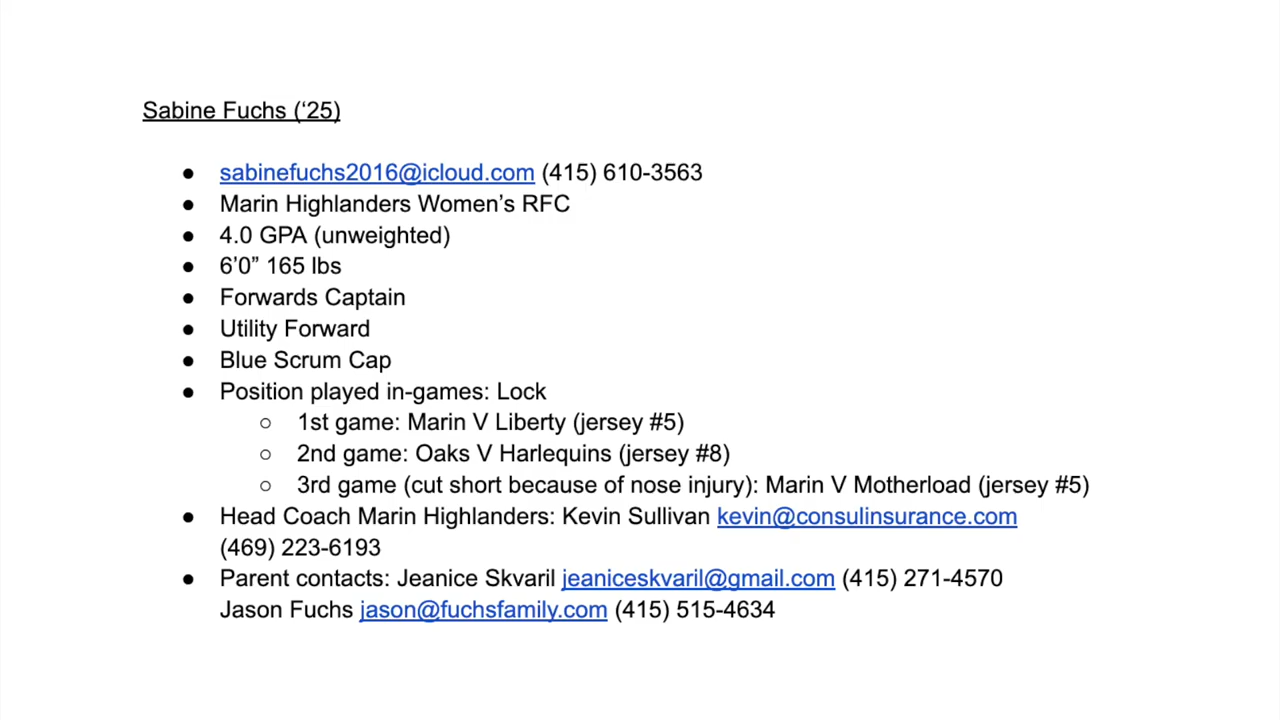 Sabine Fuchs (‘25)
● sabinefuchs2016@icloud.com (415) 610-3563
● Marin Highlanders Women’s RFC
● 4.0 GPA (unweighted)
● 6’0” 165 lbs
● Forwards Captain
● Utility Forward
● Blue Scrum Cap
● Position played in-games: Lock
○ 1st game: Marin V Liberty (jersey #5)
○ 2nd game: Oaks V Harlequins (jersey #8)
○ 3rd game (cut short because of nose injury): Marin V Motherload (jersey #5)
● Head Coach Marin Highlanders: Kevin Sullivan kevin@consulinsurance.com
(469) 223-6193
● Parent contacts: Jeanice Skvaril jeaniceskvaril@gmail.com (415) 271-4570
Jason Fuchs jason@fuchsfamily.com (415) 515-4634